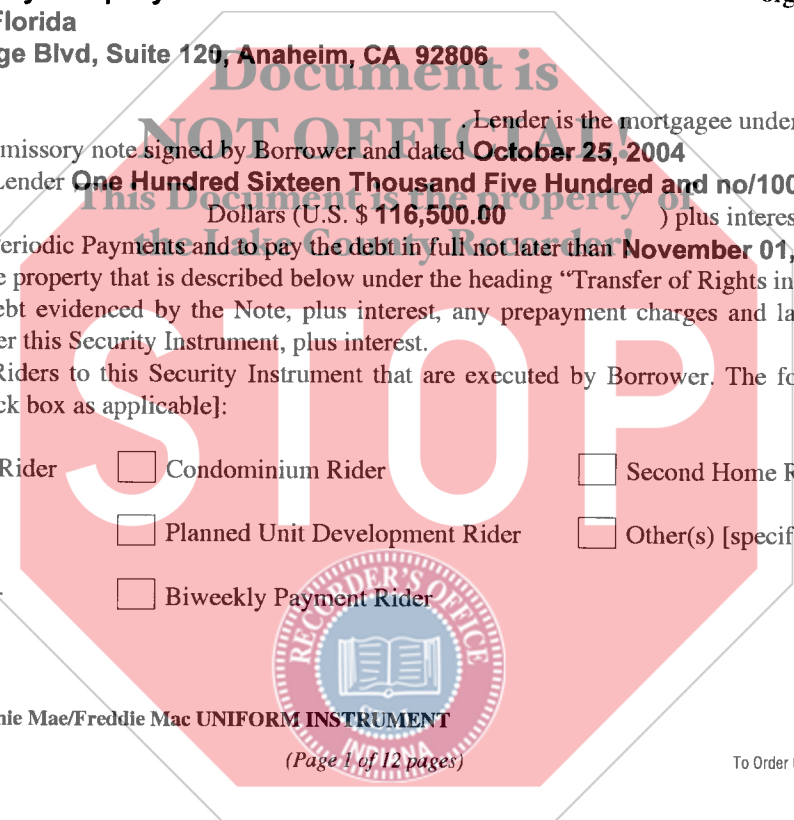 Florida
ge Blvd, Suite 120, Anaheim, CA 92806
Document is
. Lender is the mortgagee under
NOT OFFICIAL!
missory note signed by Borrower and dated October 25, 2004
Lender One Hundred Sixteen Thousand Five Hundred and no/100
This Document is the property of
Dollars (U.S. $ 116,500.00 ) plus interes
eriodic Payments and to pay the debt in full not later than November 01,
the Lake County Recorder!
e property that is described below under the heading “Transfer of Rights in
ebt evidenced by the Note, plus interest, any prepayment charges and la
er this Security Instrument, plus interest.
Riders to this Security Instrument that are executed by Borrower. The fo
ck box as applicable]:
STOP
Rider Condominium Rider Second Home R
Planned Unit Development Rider Other(s) [specif
Biweekly Payment Rider
RECORDER'S OFFICE
INDIANA
nie Mae/Freddie Mac UNIFORM INSTRUMENT
(Page 1 of 12 pages)
To Order